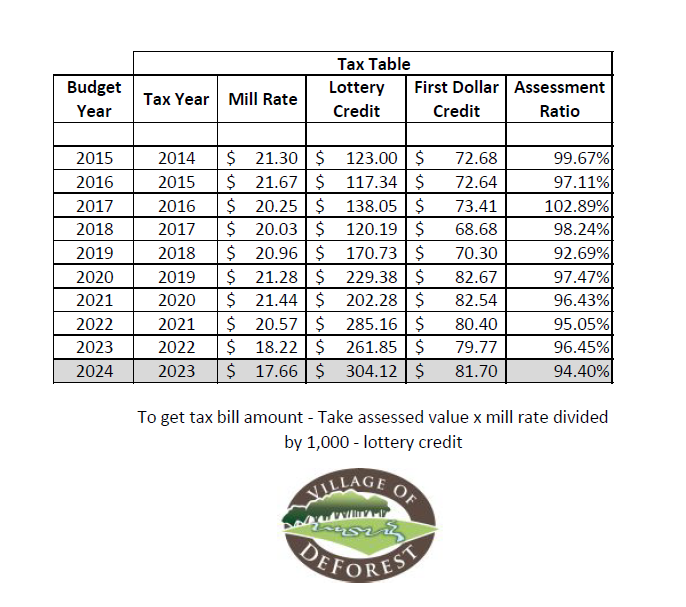 Tax Table
Budget Year Tax Year Mill Rate Lottery Credit First Dollar Credit Assessment Ratio
2015 2014 $ 21.30 $ 123.00 $ 72.68 99.67%
2016 2015 $ 21.67 $ 117.34 $ 72.64 97.11%
2017 2016 $ 20.25 $ 138.05 $ 73.41 102.89%
2018 2017 $ 20.03 $ 120.19 $ 68.68 98.24%
2019 2018 $ 20.96 $ 170.73 $ 70.30 92.69%
2020 2019 $ 21.28 $ 229.38 $ 82.67 97.47%
2021 2020 $ 21.44 $ 202.28 $ 82.54 96.43%
2022 2021 $ 20.57 $ 285.16 $ 80.40 95.05%
2023 2022 $ 18.22 $ 261.85 $ 79.77 96.45%
2024 2023 $ 17.66 $ 304.12 $ 81.70 94.40%
To get tax bill amount - Take assessed value x mill rate divided
by 1,000 - lottery credit
VILLAGE OF
DEFOREST